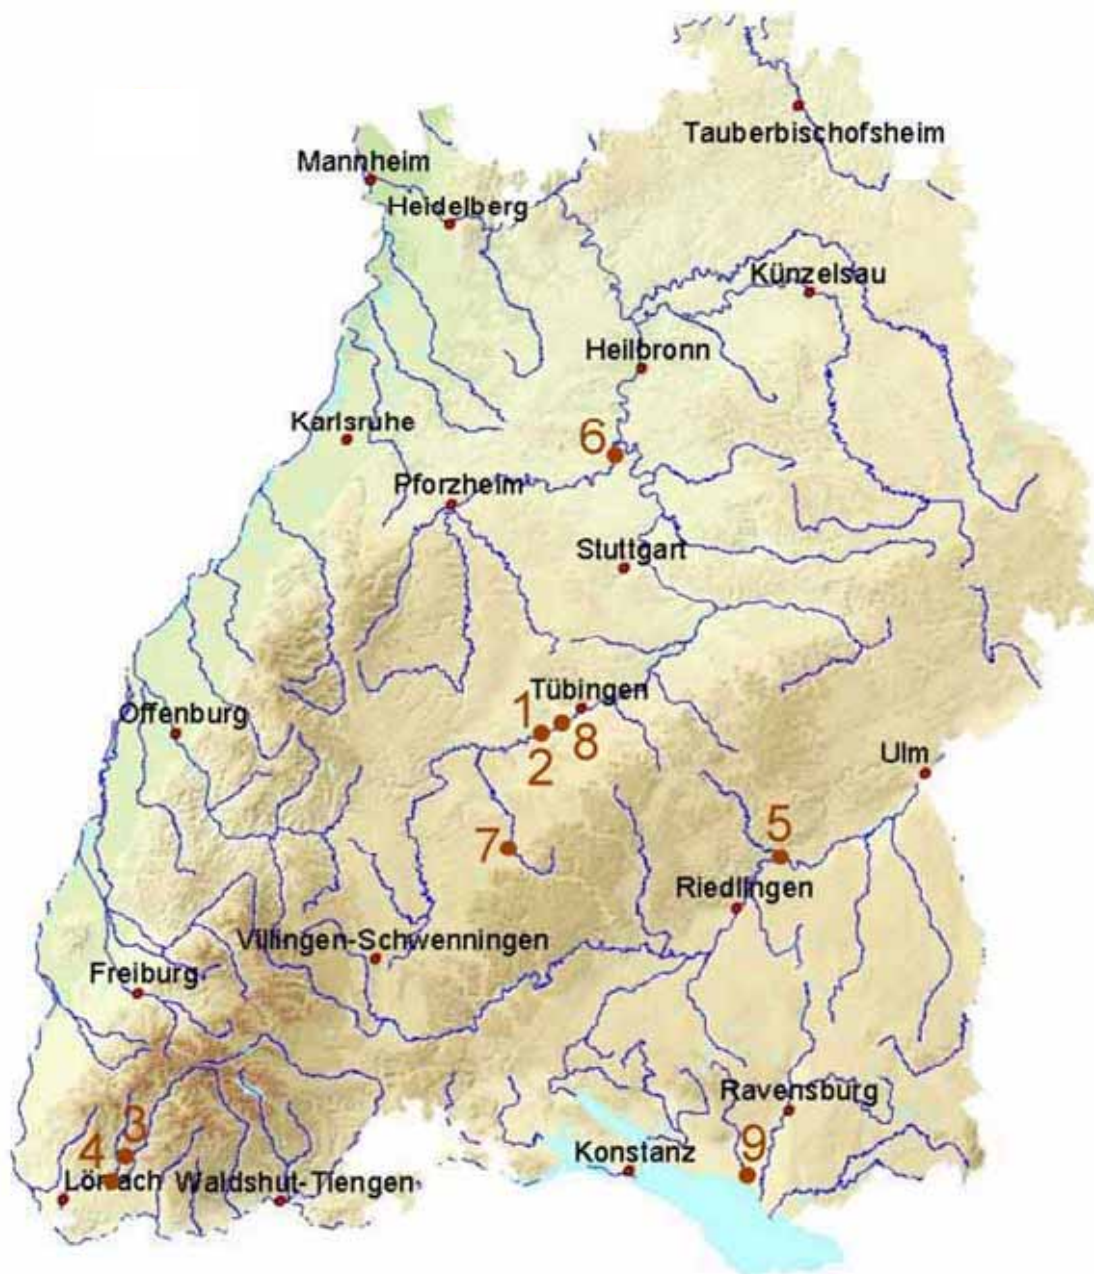 Tauberbischofsheim
Mannheim
Heidelberg
Künzelsau
Heilbronn
Karlsruhe
6
Pforzheim
Stuttgart
Tübingen
1
Offenburg
8
2
Ulm
5
7
Riedlingen
Villingen-Schwenningen
Freiburg
Ravensburg
3
Konstanz
9
4
Lörrach
Waldshut-Tiengen